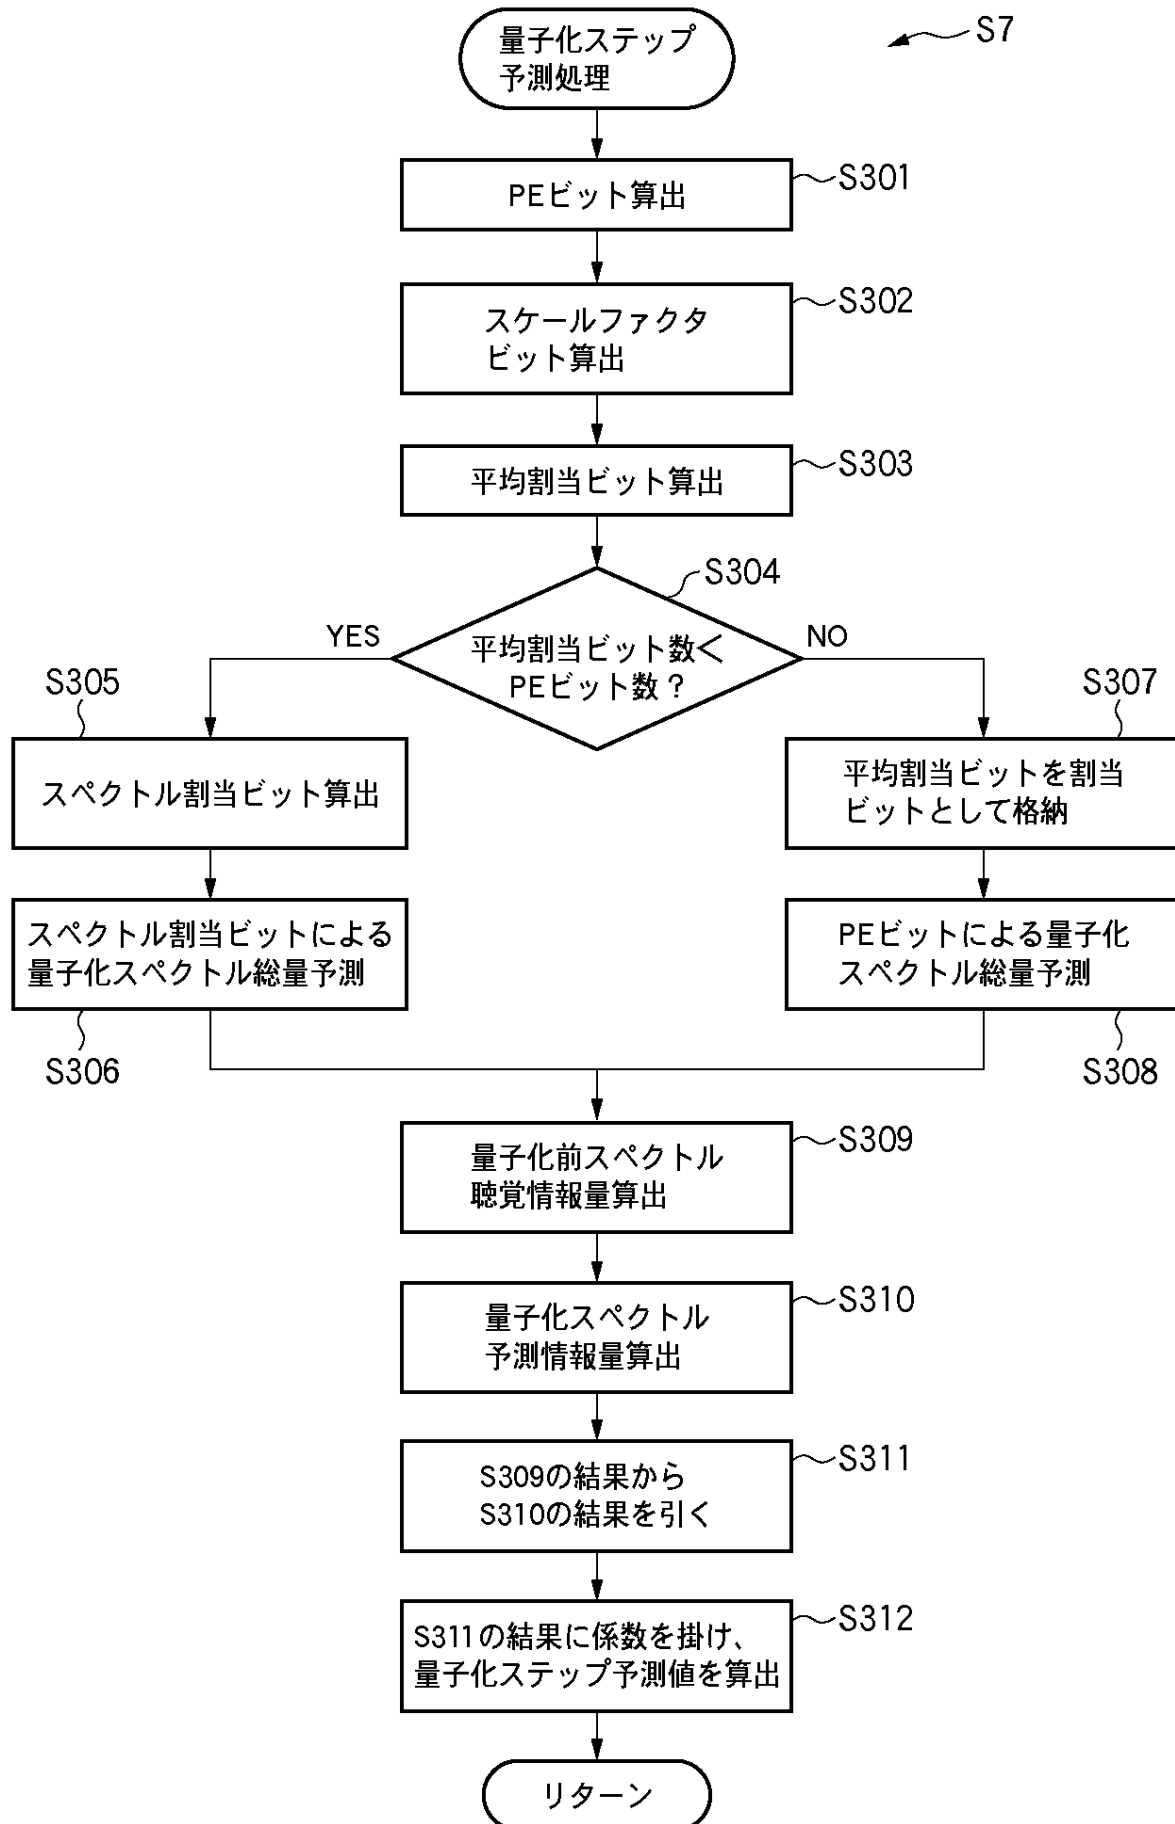 量子化ステップ
予測処理
S7
PEビット算出
S301
スケールファクタ
ビット算出
S302
平均割当ビット算出
S303
S304
平均割当ビット数<
PEビット数?
YES
NO
S305
スペクトル割当ビット算出
S307
平均割当ビットを割当
ビットとして格納
スペクトル割当ビットによる
量子化スペクトル総量予測
S306
PEビットによる量子化
スペクトル総量予測
S308
量子化前スペクトル
聴覚情報量算出
S309
量子化スペクトル
予測情報量算出
S310
S309の結果から
S310の結果を引く
S311
S311の結果に係数を掛け、
量子化ステップ予測値を算出
S312
リターン